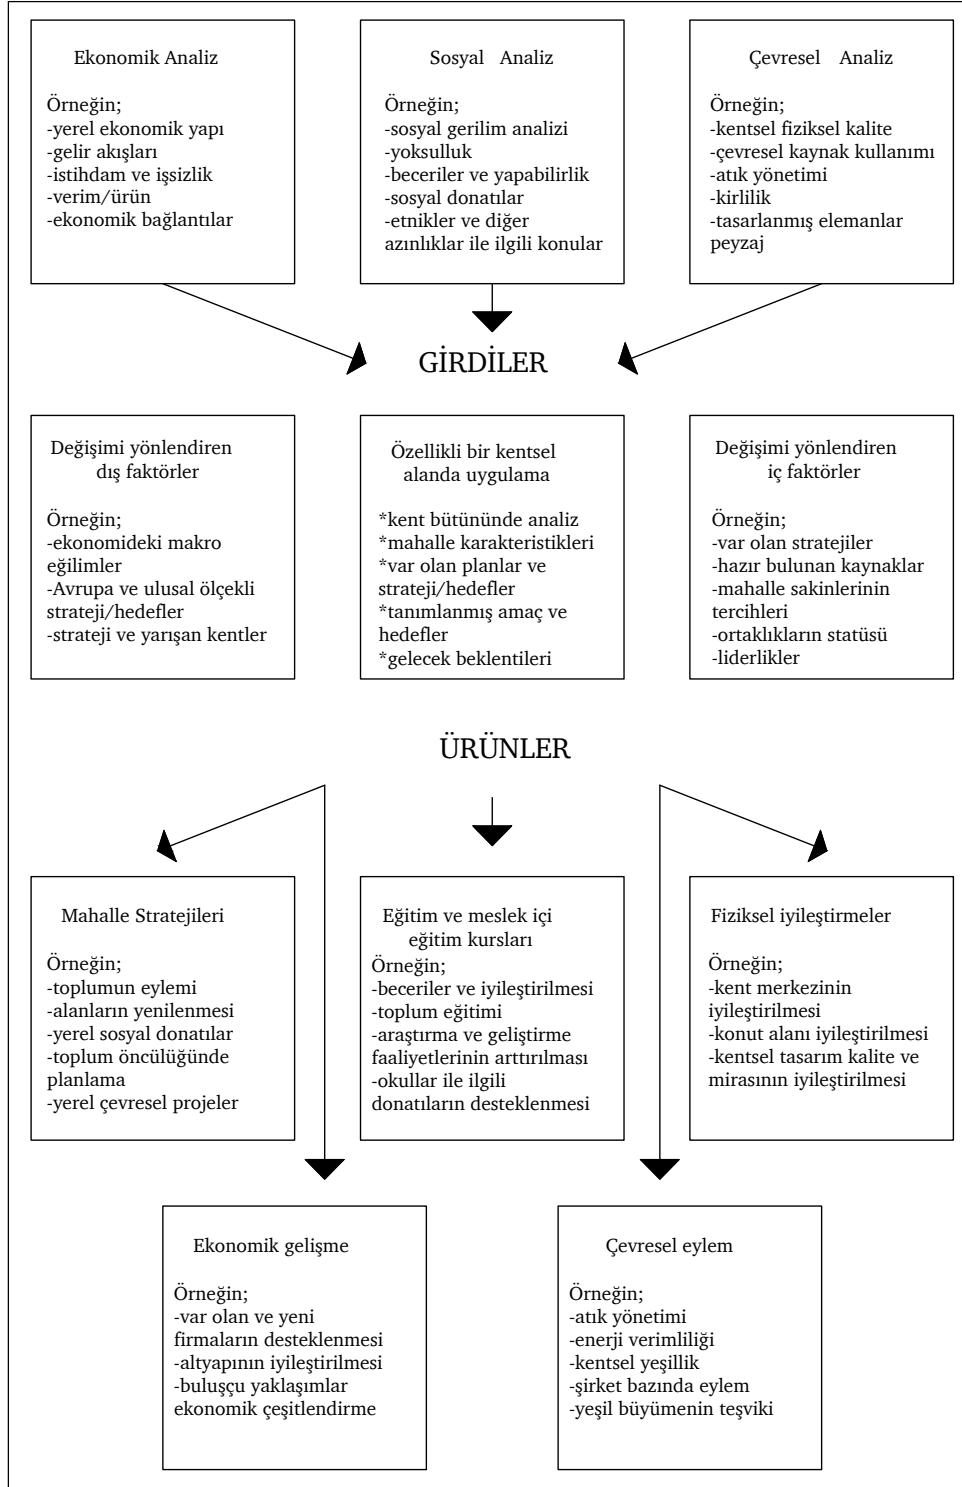 Ekonomik Analiz
Örneğin;
-yerel ekonomik yapı
-gelir akışları
-istihdam ve işsizlik
-verim/ürün
-ekonomik bağlantılar
Sosyal Analiz
Örneğin;
-sosyal gerilim analizi
-yoksulluk
-beceriler ve yapabilirlik
-sosyal donatılar
-etnikler ve diğer
azınlıklar ile ilgili konular
Çevresel Analiz
Örneğin;
-kentsel fiziksel kalite
-çevresel kaynak kullanımı
-atık yönetimi
-kirlilik
-tasarlanmış elemanlar
peyzaj
GİRDİLER
Değişimi yönlendiren
dış faktörler
Örneğin;
-ekonomideki makro
eğilimler
-Avrupa ve ulusal ölçekli
strateji/hedefler
-strateji ve yarışan kentler
Özellikli bir kentsel
alanda uygulama
*kent bütününde analiz
*mahalle karakteristikleri
*var olan planlar ve
strateji/hedefler
*tanımlanmış amaç ve
hedefler
*gelecek beklentileri
Değişimi yönlendiren
iç faktörler
Örneğin;
-var olan stratejiler
-hazır bulunan kaynaklar
-mahalle sakinlerinin
tercihleri
-ortaklıkların statüsü
-liderlikler
ÜRÜNLER
Mahalle Stratejileri
Örneğin;
-toplumun eylemi
-alanların yenilenmesi
-yerel sosyal donatılar
-toplum öncülüğünde
planlama
-yerel çevresel projeler
Eğitim ve meslek içi
eğitim kursları
Örneğin;
-beceriler ve iyileştirilmesi
-toplum eğitimi
-araştırma ve geliştirme
faaliyetlerinin arttırılması
-okullar ile ilgili
donatıların desteklenmesi
Fiziksel iyileştirmeler
Örneğin;
-kent merkezinin
iyileştirilmesi
-konut alanı iyileştirilmesi
-kentsel tasarım kalite ve
mirasının iyileştirilmesi
Ekonomik gelişme
Örneğin;
-var olan ve yeni
firmaların desteklenmesi
-altyapının iyileştirilmesi
-buluşçu yaklaşımlar
ekonomik çeşitlendirme
Çevresel eylem
Örneğin;
-atık yönetimi
-enerji verimliliği
-kentsel yeşillik
-şirket bazında eylem
-yeşil büyümenin teşviki